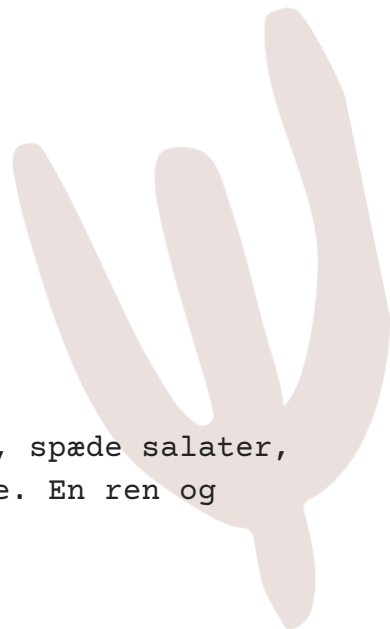 , spæde salater,
e. En ren og